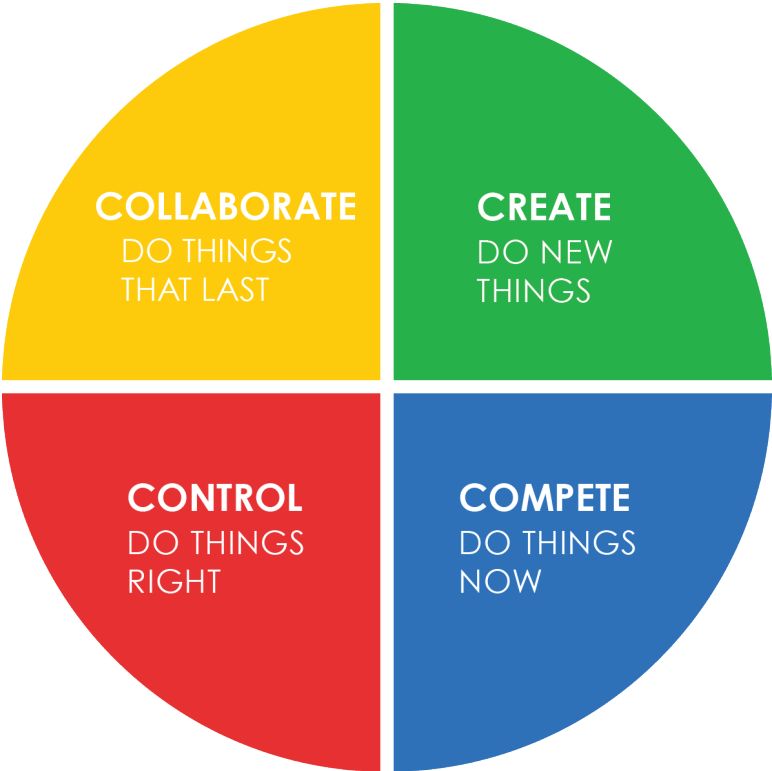 COLLABORATE
DO THINGS
THAT LAST
CREATE
DO NEW
THINGS
CONTROL
DO THINGS
RIGHT
COMPETE
DO THINGS
NOW